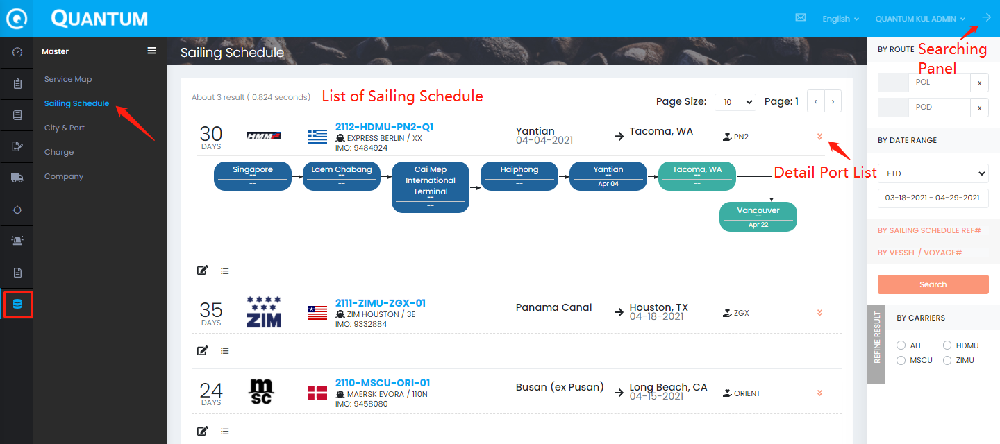 QUANTUM
English
QUANTUM KUL ADMIN
Master
Service Map
Sailing Schedule
City & Port
Charge
Company
Sailing Schedule
About 3 result ( 0.824 seconds)
List of Sailing Schedule
Page Size:
10
Page: 1
‹
›
30
DAYS
HMM
2112-HDMU-PN2-Q1
EXPRESS BERLIN / XX
IMO: 9484924
Yantian
04-04-2021
Tacoma, WA
PN2
Detail Port List
Singapore
--
--
Laem Chabang
--
--
Cai Mep
International
Terminal
--
--
Haiphong
--
--
Yantian
--
Apr 04
Tacoma, WA
--
--
Vancouver
--
Apr 22
35
DAYS
ZIM
2111-ZIMU-ZGX-01
ZIM HOUSTON / 3E
IMO: 9332884
Panama Canal
Houston, TX
04-18-2021
ZGX
24
DAYS
msc
2110-MSCU-ORI-01
MAERSK EVORA / 110N
IMO: 9458080
Busan (ex Pusan)
Long Beach, CA
04-15-2021
ORIENT
BY ROUTE
Searching
Panel
POL
x
POD
x
BY DATE RANGE
ETD
03-18-2021 - 04-29-2021
BY SAILING SCHEDULE REF#
BY VESSEL / VOYAGE#
Search
REFINE RESULT
BY CARRIERS
ALL
HDMU
MSCU
ZIMU